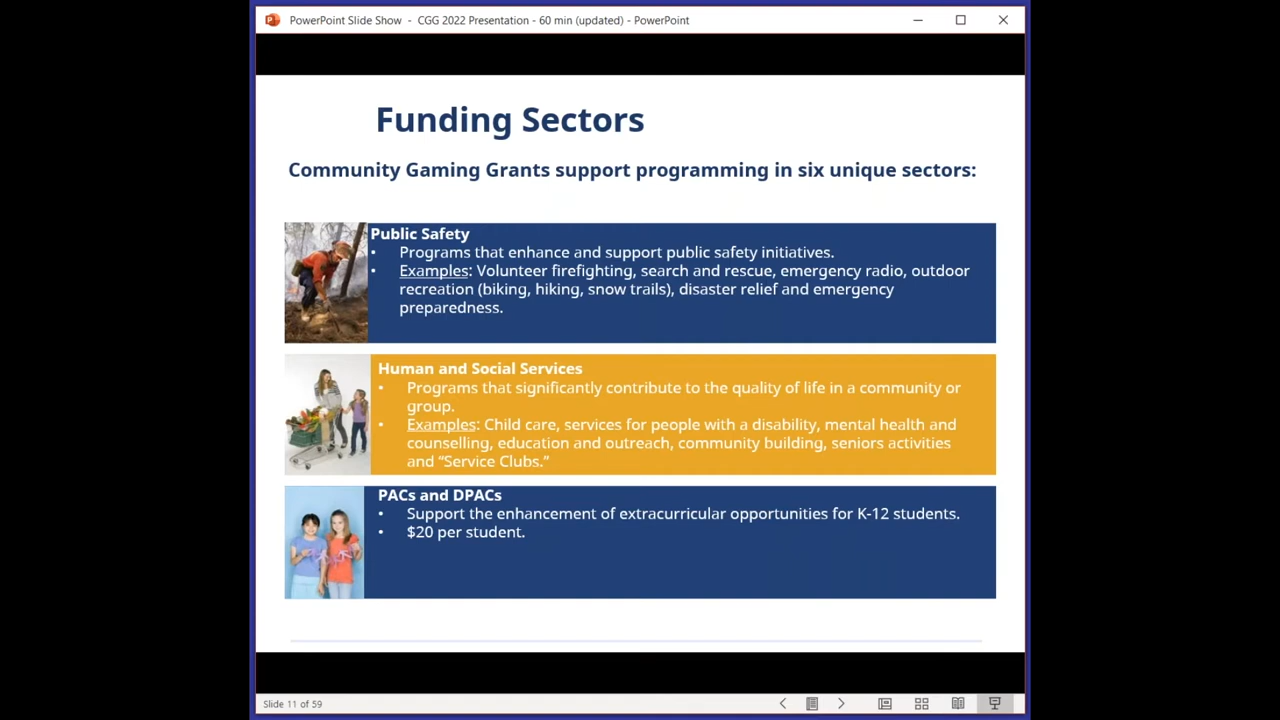 PowerPoint Slide Show - CGG 2022 Presentation - 60 min (updated) - PowerPoint
Funding Sectors
Community Gaming Grants support programming in six unique sectors:
Public Safety
• Programs that enhance and support public safety initiatives.
• Examples: Volunteer firefighting, search and rescue, emergency radio, outdoor
recreation (biking, hiking, snow trails), disaster relief and emergency
preparedness.
Human and Social Services
• Programs that significantly contribute to the quality of life in a community or
group.
• Examples: Child care, services for people with a disability, mental health and
counselling, education and outreach, community building, seniors activities
and “Service Clubs.”
PACs and DPACs
• Support the enhancement of extracurricular opportunities for K-12 students.
• $20 per student.
Slide 11 of 59